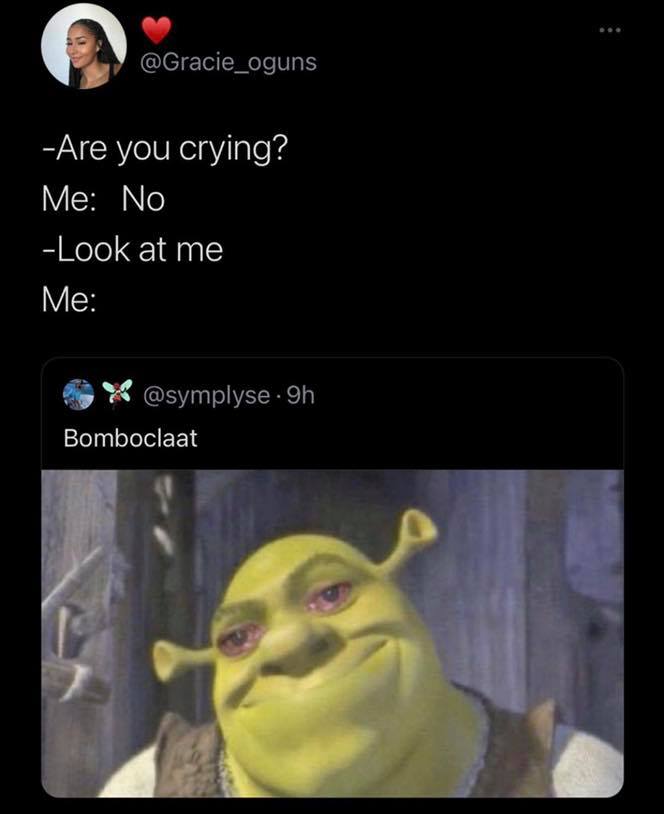 @Gracie_oguns
-Are you crying?
Me: No
-Look at me
Me:
@symplyse · 9h
Bomboclaat